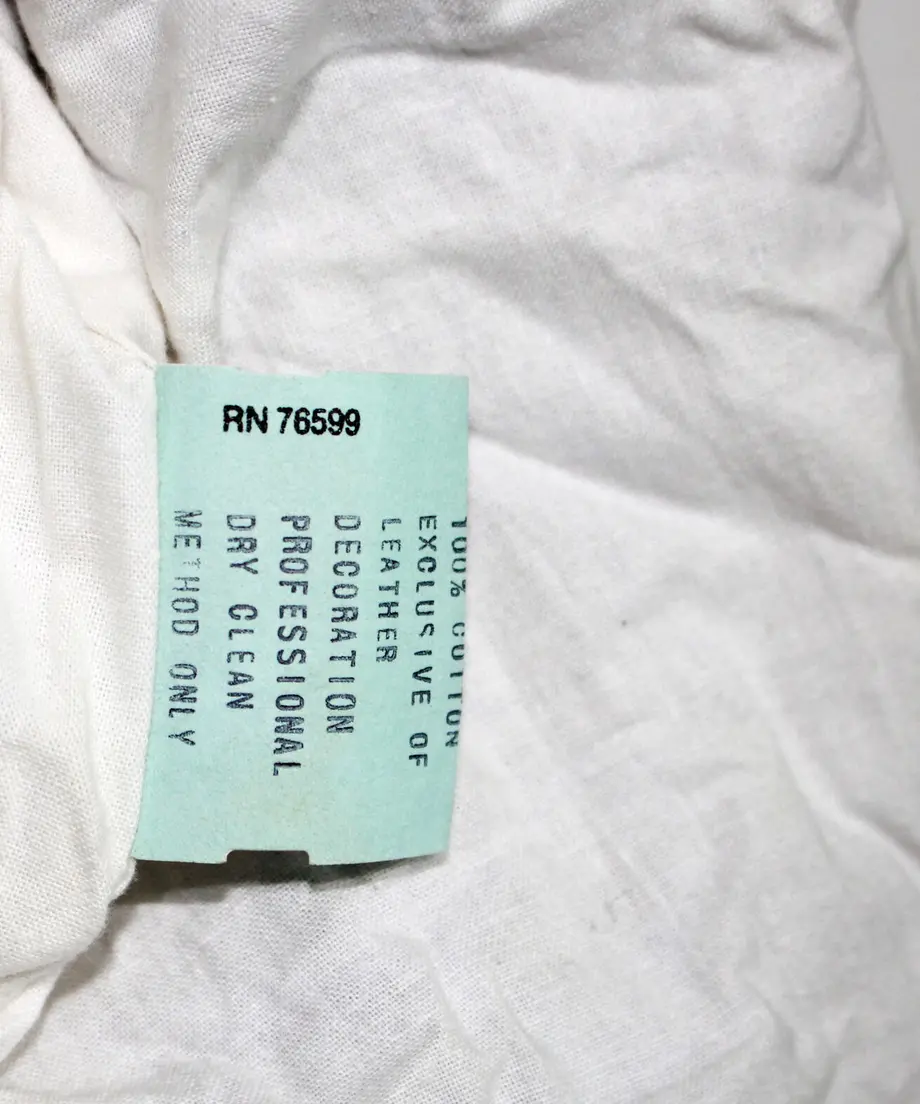 RN 76599
100% COTTON
EXCLUSIVE OF
LEATHER
DECORATION
PROFESSIONAL
DRY CLEAN
METHOD ONLY